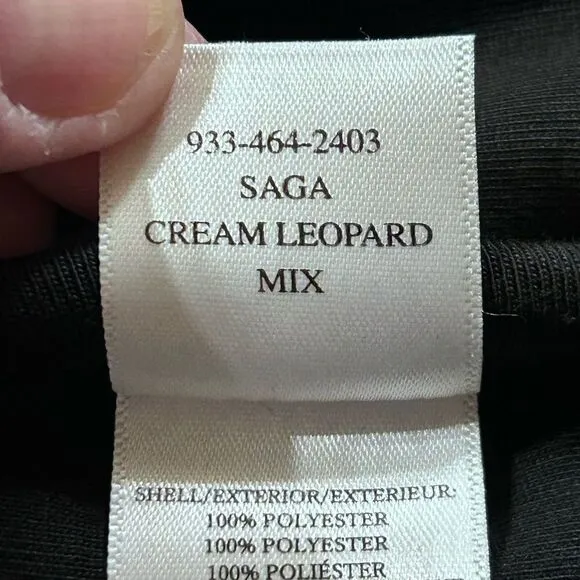 933-464-2403
SAGA
CREAM LEOPARD
MIX
SHELL/EXTERIOR/EXTERIEUR:
100% POLYESTER
100% POLYESTER
100% POLIÉSTER